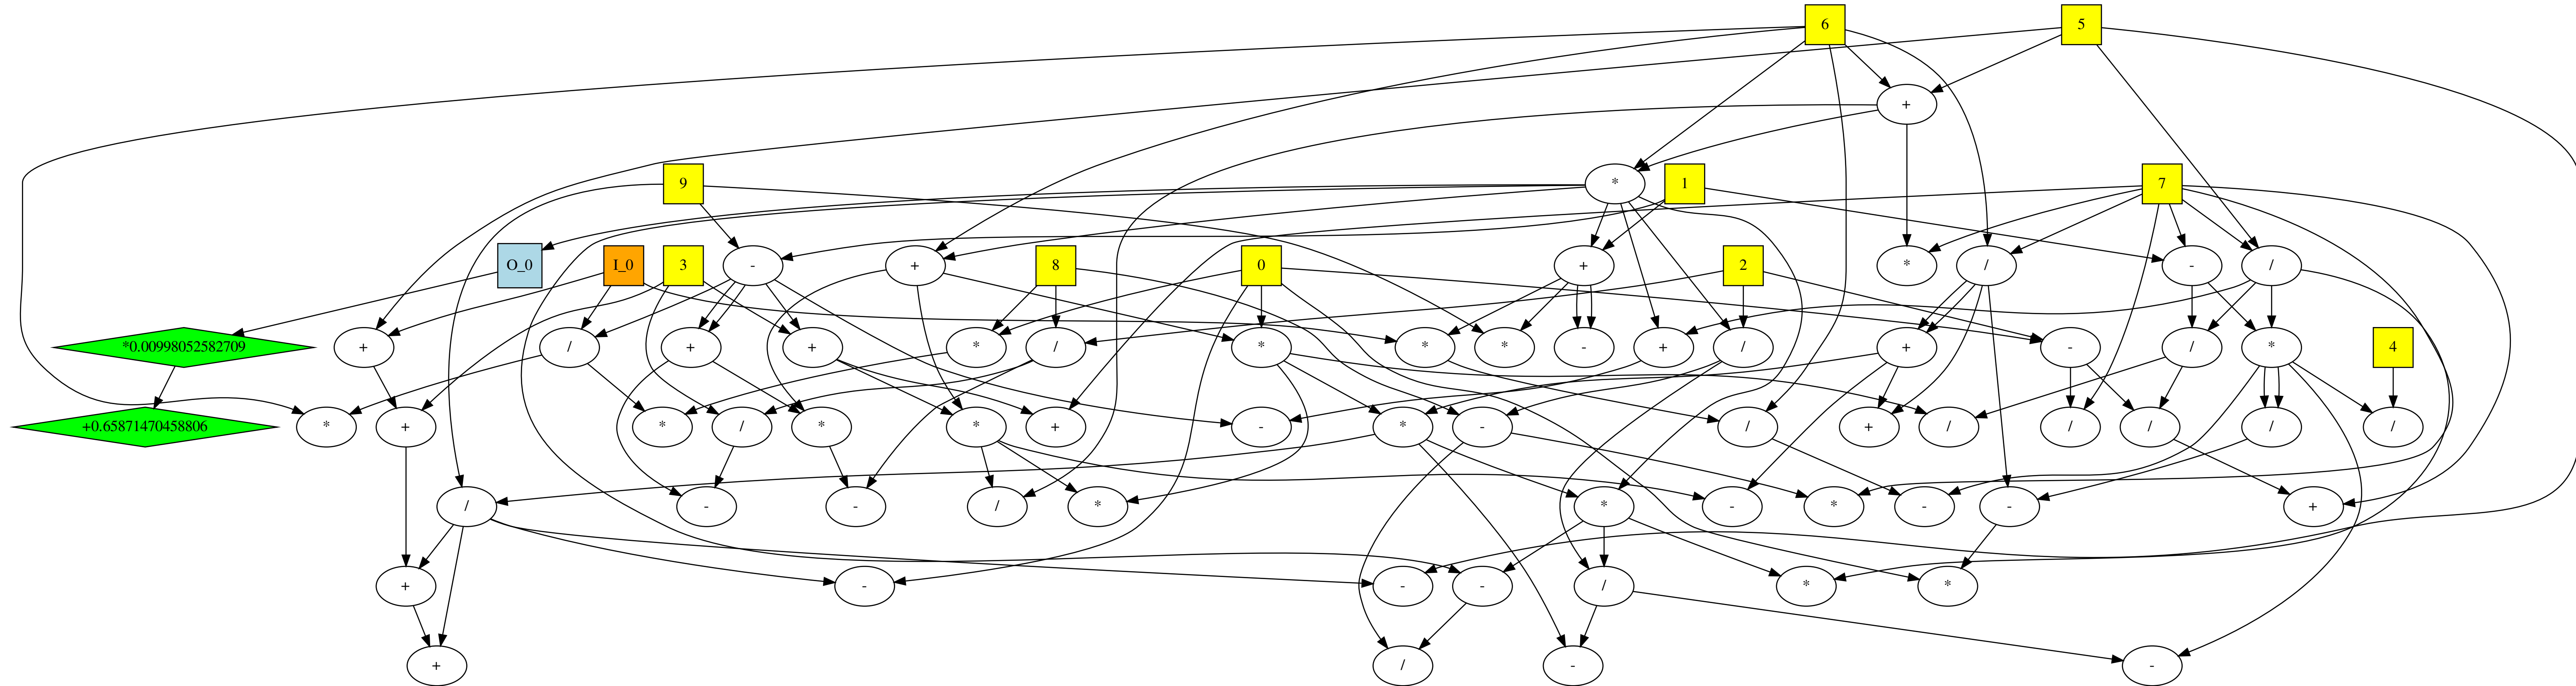 6 5
+
9 * 1 7
O_0 I_0 3 - + 8 0 + 2 * / - /
*0.00998052582709 + / + + * / * * * - + / + - / * 4
+0.65871470458806 * + * / * * + - * - / + / / / / /
/ - - / * - * * - - +
+ - - - / * *
+ / - -